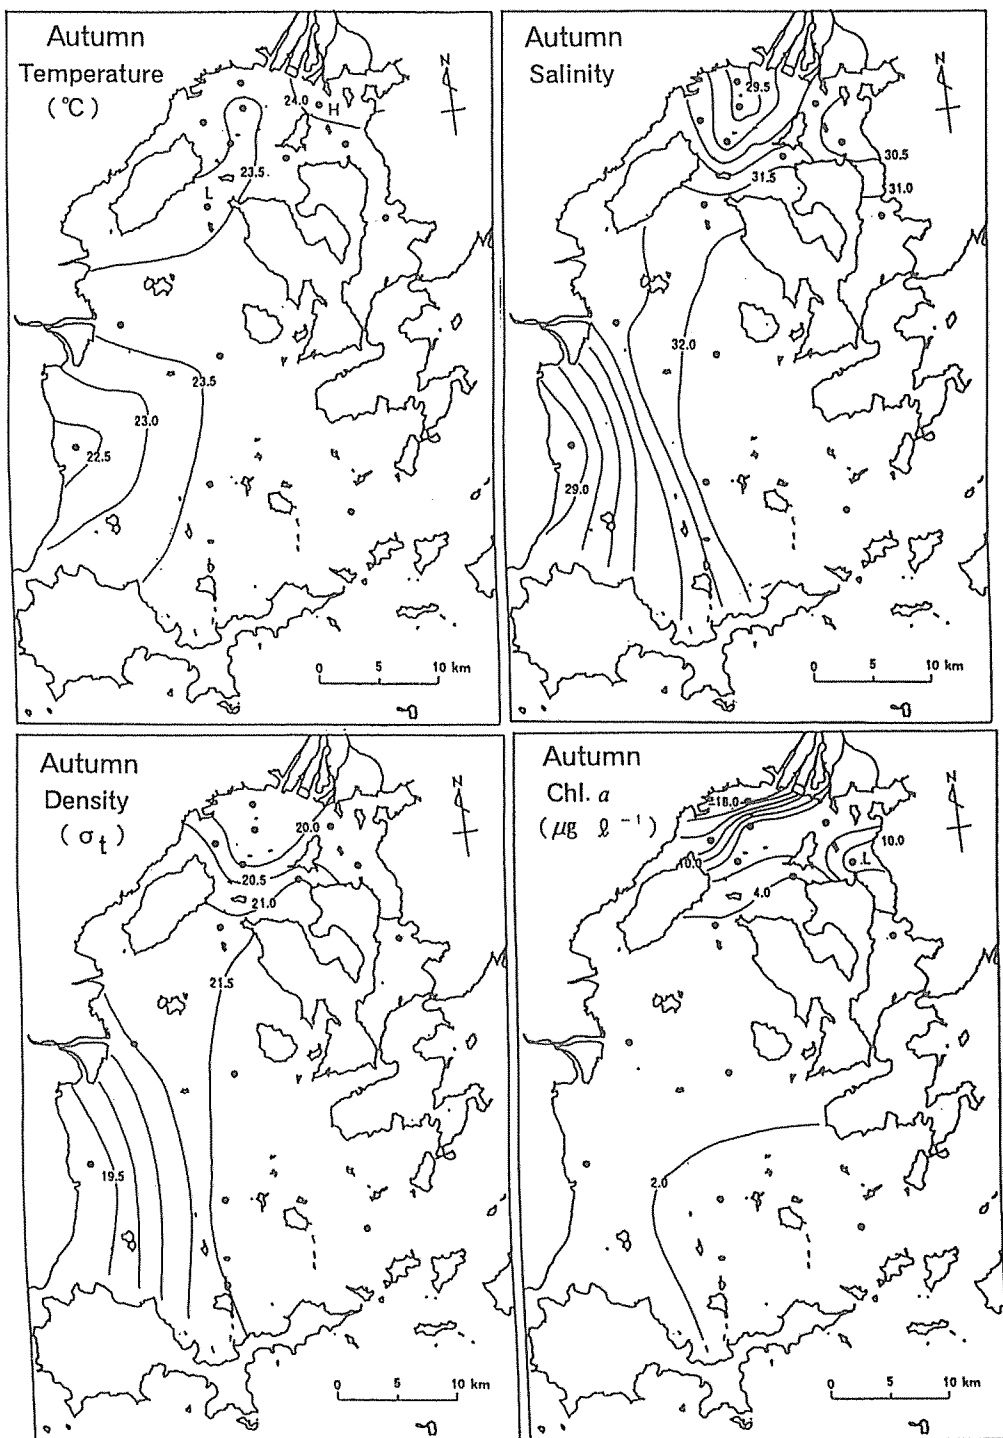 Autumn
Temperature
(℃)
N
24.0
H
23.5
L
23.5
23.0
22.5
0 5 10 km
Autumn
Salinity
N
29.5
30.5
31.5
31.0
32.0
29.0
0 5 10 km
Autumn
Density
(σt)
N
20.0
20.5
21.0
21.5
19.5
0 5 10 km
Autumn
Chl. a
(μg ℓ⁻¹)
N
18.0
10.0
10.0
L
4.0
2.0
0 5 10 km